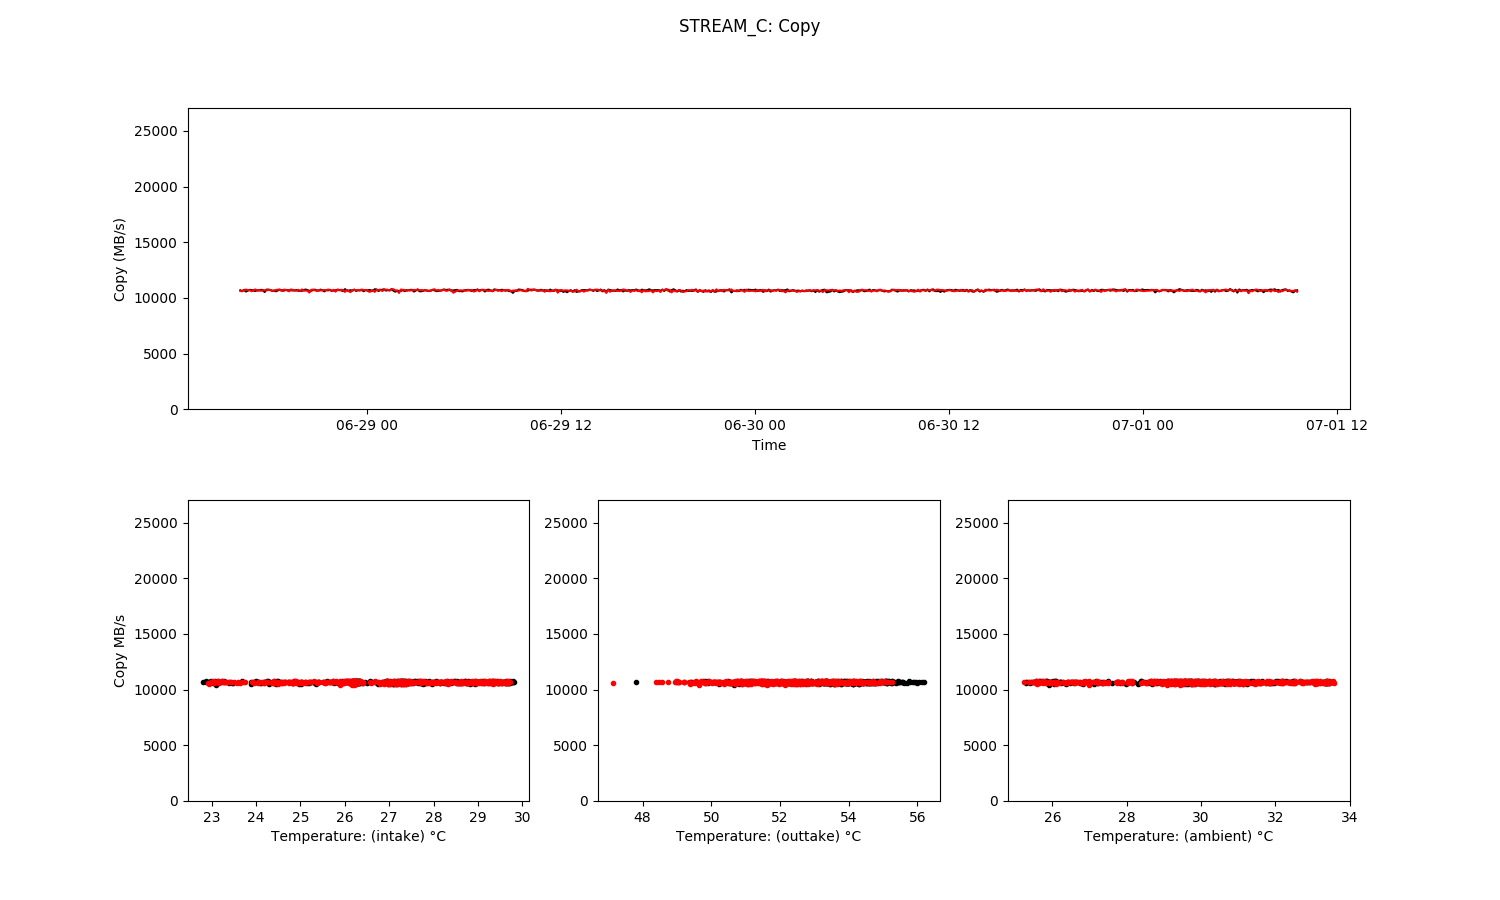 STREAM_C: Copy
25000
20000
15000
10000
5000
0
Copy (MB/s)
06-29 00 06-29 12 06-30 00 06-30 12 07-01 00 07-01 12
Time
25000
20000
15000
10000
5000
0
Copy MB/s
23 24 25 26 27 28 29 30
Temperature: (intake) °C
25000
20000
15000
10000
5000
0
48 50 52 54 56
Temperature: (outtake) °C
25000
20000
15000
10000
5000
0
26 28 30 32 34
Temperature: (ambient) °C